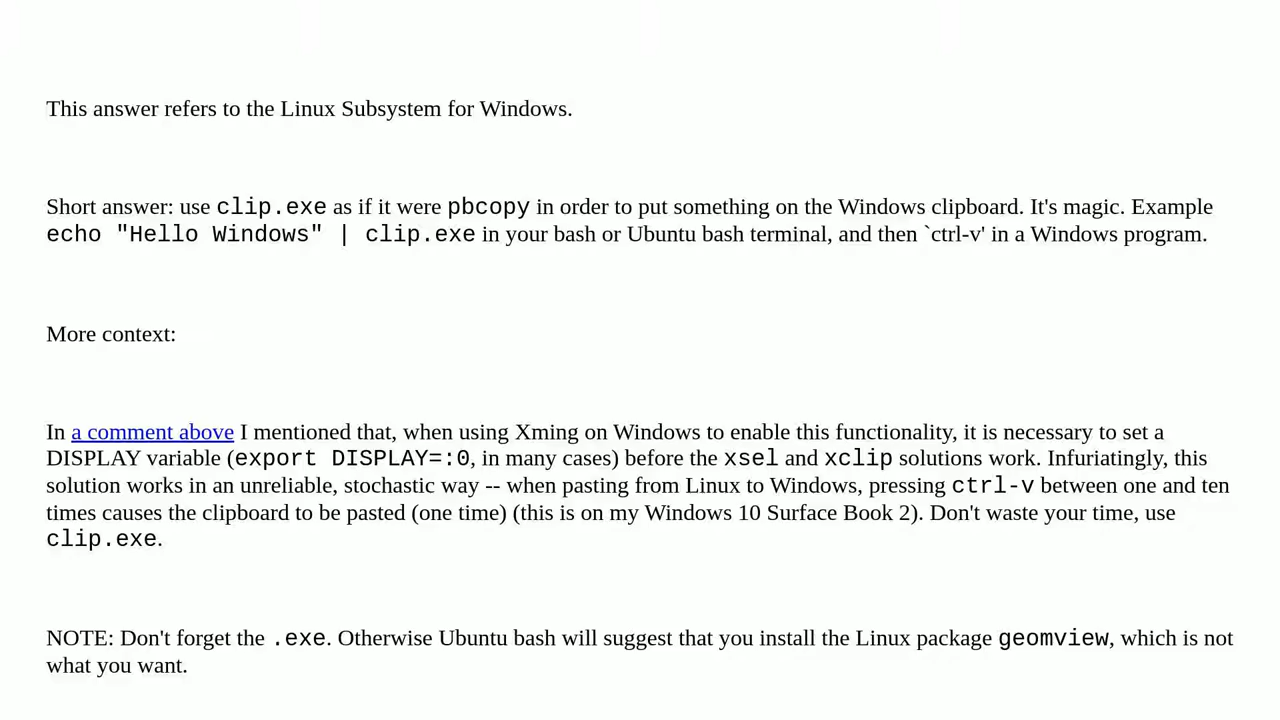 This answer refers to the Linux Subsystem for Windows.
Short answer: use clip.exe as if it were pbcopy in order to put something on the Windows clipboard. It's magic. Example
echo "Hello Windows" | clip.exe in your bash or Ubuntu bash terminal, and then `ctrl-v' in a Windows program.
More context:
In a comment above I mentioned that, when using Xming on Windows to enable this functionality, it is necessary to set a
DISPLAY variable (export DISPLAY=:0, in many cases) before the xsel and xclip solutions work. Infuriatingly, this
solution works in an unreliable, stochastic way -- when pasting from Linux to Windows, pressing ctrl-v between one and ten
times causes the clipboard to be pasted (one time) (this is on my Windows 10 Surface Book 2). Don't waste your time, use
clip.exe.
NOTE: Don't forget the .exe. Otherwise Ubuntu bash will suggest that you install the Linux package geomview, which is not
what you want.